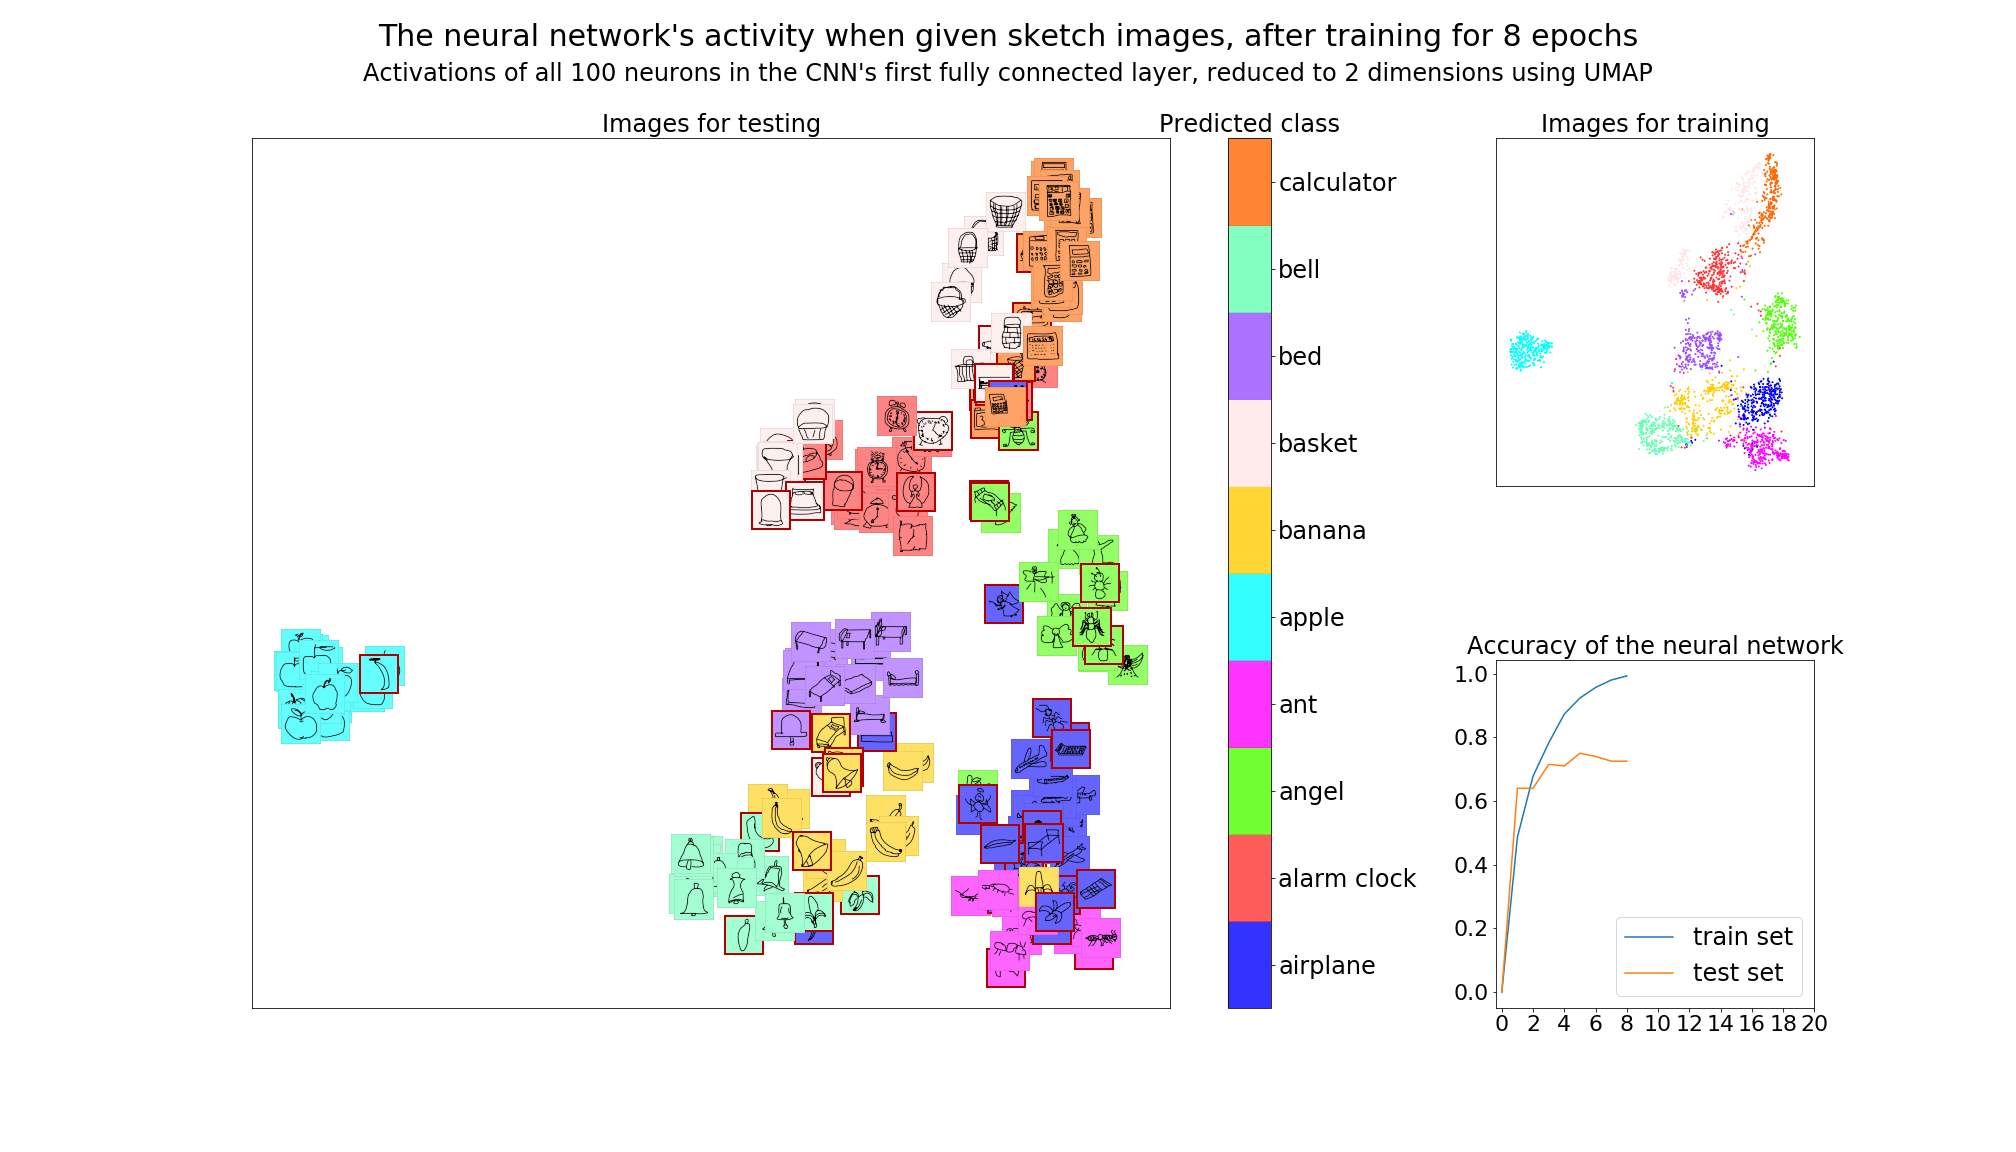 The neural network's activity when given sketch images, after training for 8 epochs
Activations of all 100 neurons in the CNN's first fully connected layer, reduced to 2 dimensions using UMAP
Images for testing
Predicted class
calculator
bell
bed
basket
banana
apple
ant
angel
alarm clock
airplane
Images for training
Accuracy of the neural network
1.0
0.8
0.6
0.4
0.2
0.0
train set
test set
0 2 4 6 8 10 12 14 16 18 20